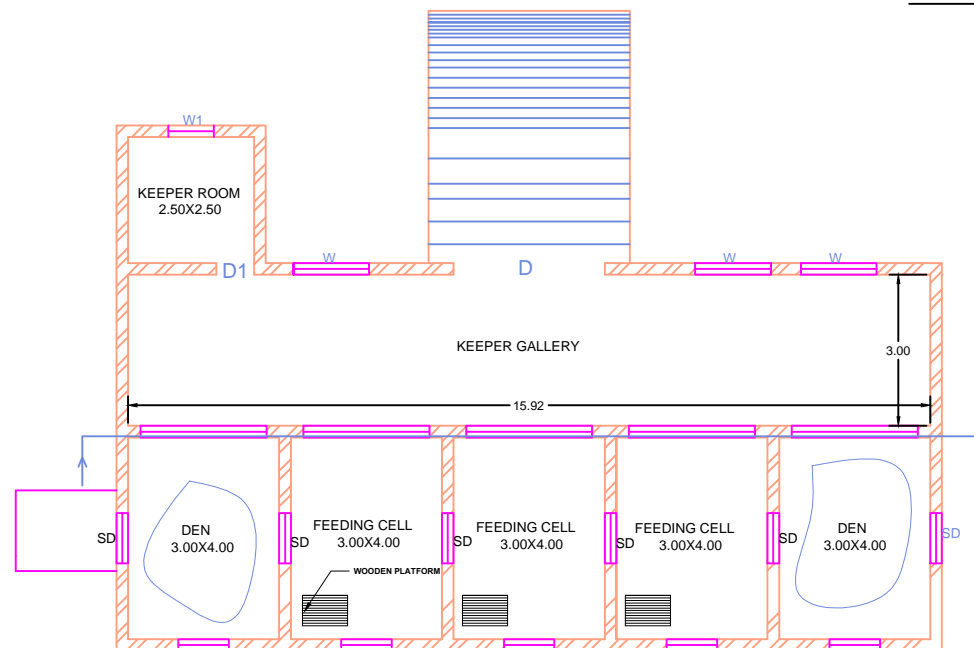 W1
KEEPER ROOM
2.50X2.50
D1
W
D
W
W
KEEPER GALLERY
3.00
15.92
SD
DEN
3.00X4.00
SD
FEEDING CELL
3.00X4.00
SD
FEEDING CELL
3.00X4.00
SD
FEEDING CELL
3.00X4.00
SD
DEN
3.00X4.00
SD
WOODEN PLATFORM